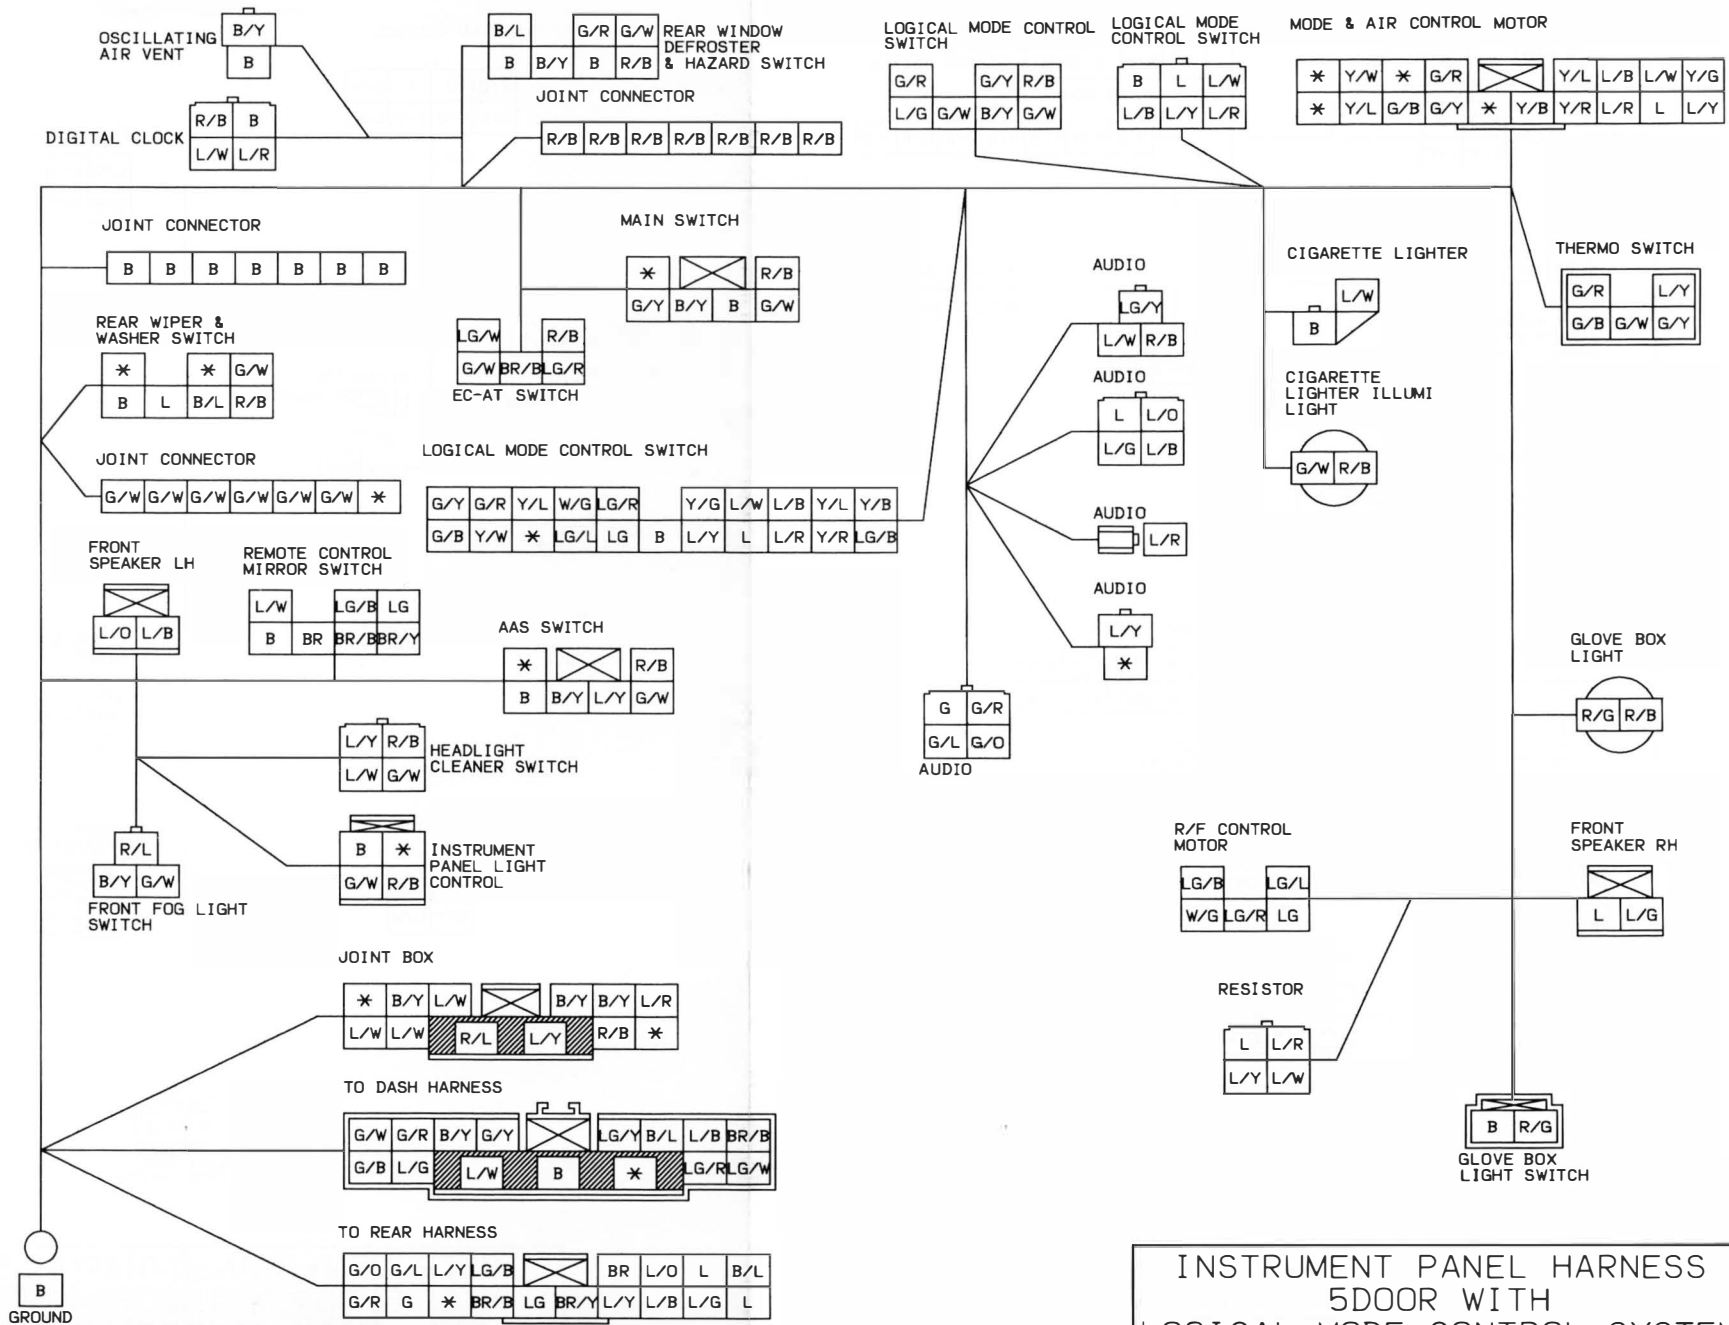 OSCILLATING
AIR VENT
B/Y
B
DIGITAL CLOCK
R/B B
L/W L/R
B/L G/R G/W
B B/Y B R/B
REAR WINDOW
DEFROSTER
& HAZARD SWITCH
JOINT CONNECTOR
R/B R/B R/B R/B R/B R/B R/B
LOGICAL MODE CONTROL
SWITCH
G/R G/Y R/B
L/G G/W B/Y G/W
LOGICAL MODE
CONTROL SWITCH
B L L/W
L/B L/Y L/R
MODE & AIR CONTROL MOTOR
* Y/W * G/R Y/L L/B L/W Y/G
* Y/L G/B G/Y * Y/B Y/R L/R L L/Y
JOINT CONNECTOR
B B B B B B B
MAIN SWITCH
* R/B
G/Y B/Y B G/W
LG/W R/B
G/W BR/B LG/R
EC-AT SWITCH
REAR WIPER &
WASHER SWITCH
* * G/W
B L B/L R/B
JOINT CONNECTOR
G/W G/W G/W G/W G/W G/W *
LOGICAL MODE CONTROL SWITCH
G/Y G/R Y/L W/G LG/R Y/G L/W L/B Y/L Y/B
G/B Y/W * LG/L LG B L/Y L L/R Y/R LG/B
AUDIO
LG/Y
L/W R/B
AUDIO
L L/O
L/G L/B
AUDIO
L/R
AUDIO
L/Y
*
CIGARETTE LIGHTER
L/W
B
CIGARETTE
LIGHTER ILLUMI
LIGHT
G/W R/B
THERMO SWITCH
G/R L/Y
G/B G/W G/Y
FRONT
SPEAKER LH
L/O L/B
REMOTE CONTROL
MIRROR SWITCH
L/W LG/B LG
B BR BR/B BR/Y
AAS SWITCH
* R/B
B B/Y L/Y G/W
G G/R
G/L G/O
AUDIO
GLOVE BOX
LIGHT
R/G R/B
L/Y R/B
L/W G/W
HEADLIGHT
CLEANER SWITCH
B *
G/W R/B
INSTRUMENT
PANEL LIGHT
CONTROL
R/L
B/Y G/W
FRONT FOG LIGHT
SWITCH
R/F CONTROL
MOTOR
LG/B LG/L
W/G LG/R LG
FRONT
SPEAKER RH
L L/G
JOINT BOX
* B/Y L/W B/Y B/Y L/R
L/W L/W R/L L/Y R/B *
RESISTOR
L L/R
L/Y L/W
TO DASH HARNESS
G/W G/R B/Y G/Y LG/Y B/L L/B BR/B
G/B L/G L/W B * LG/R LG/W
B R/G
GLOVE BOX
LIGHT SWITCH
TO REAR HARNESS
G/O G/L L/Y LG/B BR L/O L B/L
G/R G * BR/B LG BR/Y L/Y L/B L/G L
B
GROUND
INSTRUMENT PANEL HARNESS
5DOOR WITH
LOGICAL MODE CONTROL SYSTEM